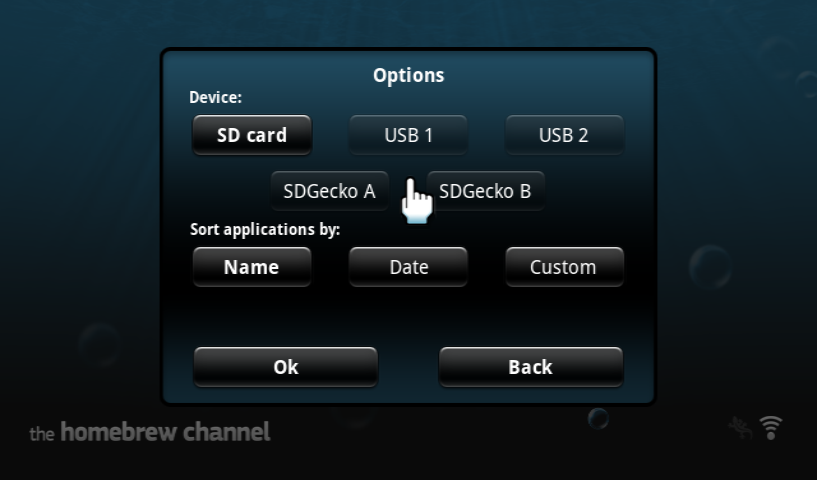 Options
Device:
SD card USB 1 USB 2
SDGecko A SDGecko B
Sort applications by:
Name Date Custom
Ok Back
the homebrew channel